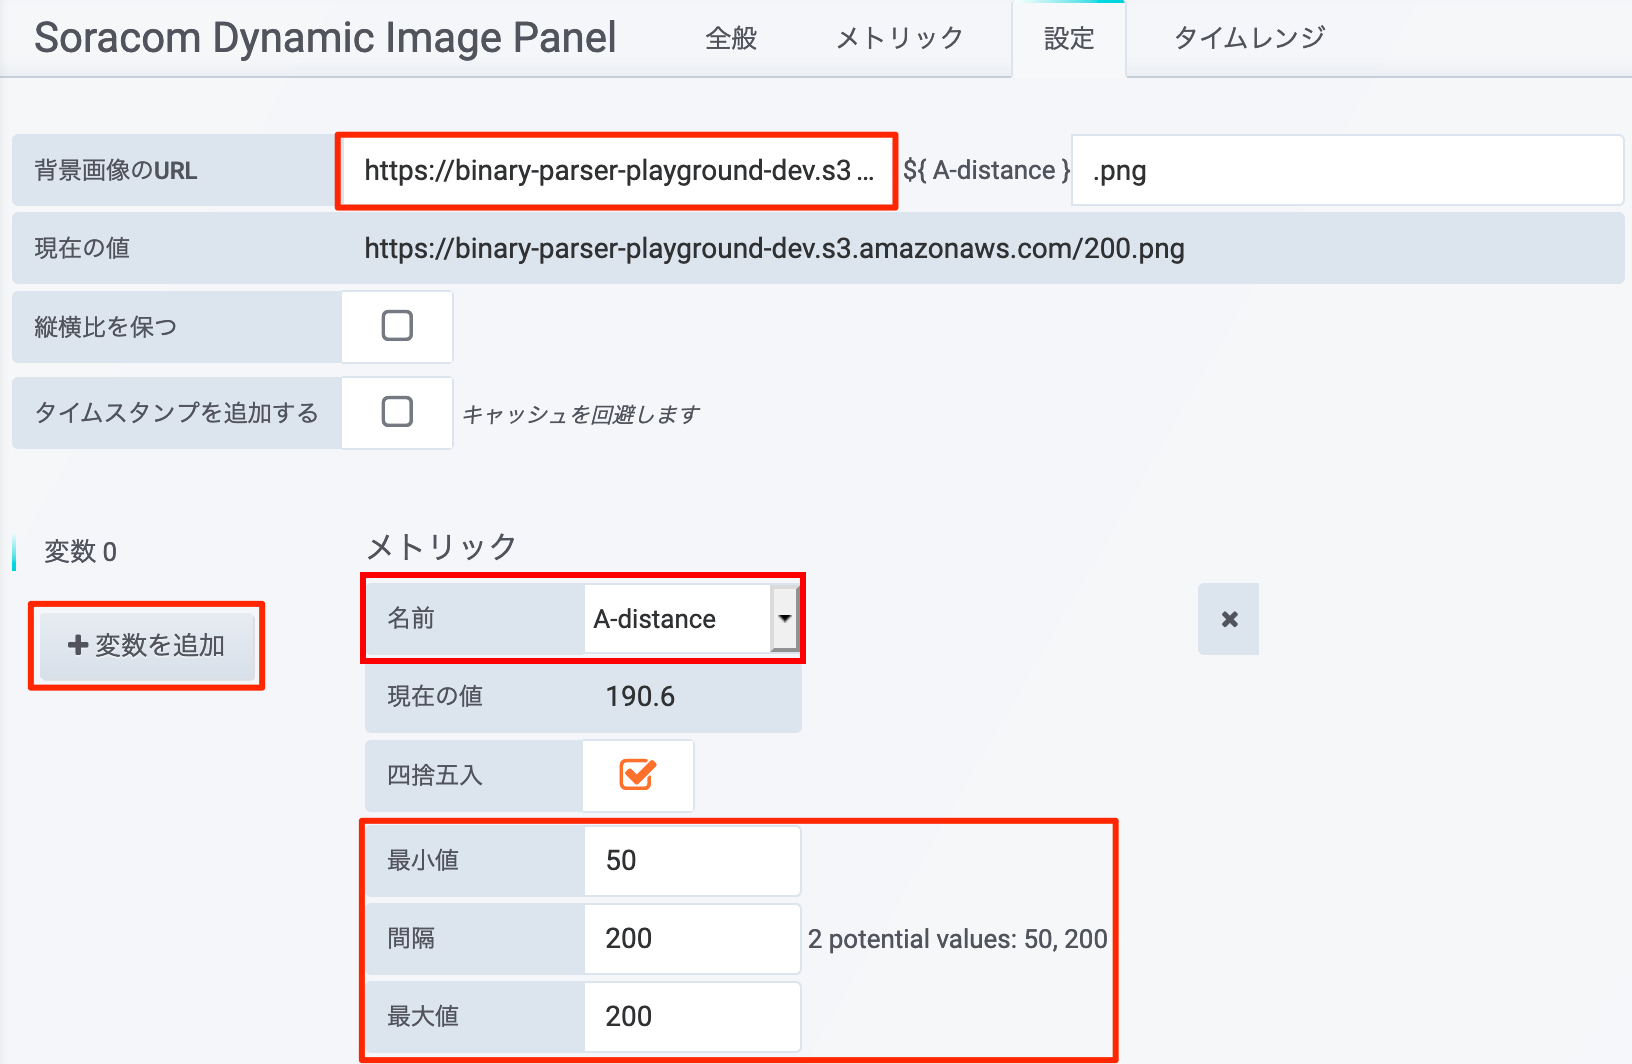 Soracom Dynamic Image Panel 全般 メトリック 設定 タイムレンジ
背景画像のURL https://binary-parser-playground-dev.s3 ... ${ A-distance } .png
現在の値 https://binary-parser-playground-dev.s3.amazonaws.com/200.png
縦横比を保つ
タイムスタンプを追加する キャッシュを回避します
変数 0
メトリック
名前 A-distance
+ 変数を追加
現在の値 190.6
四捨五入
最小値 50
間隔 200 2 potential values: 50, 200
最大値 200